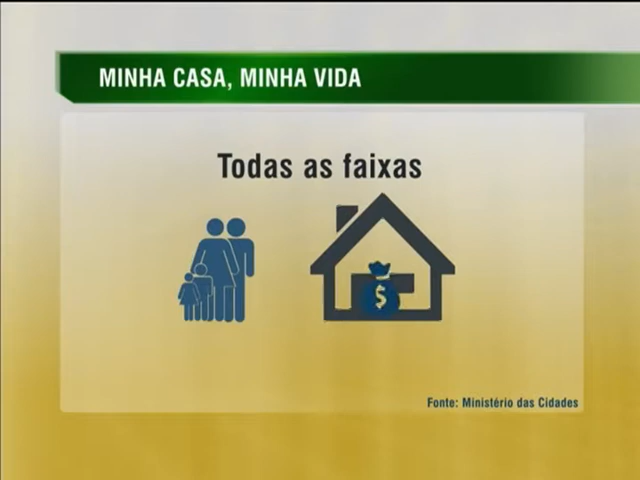 MINHA CASA, MINHA VIDA
Todas as faixas
$
Fonte: Ministério das Cidades